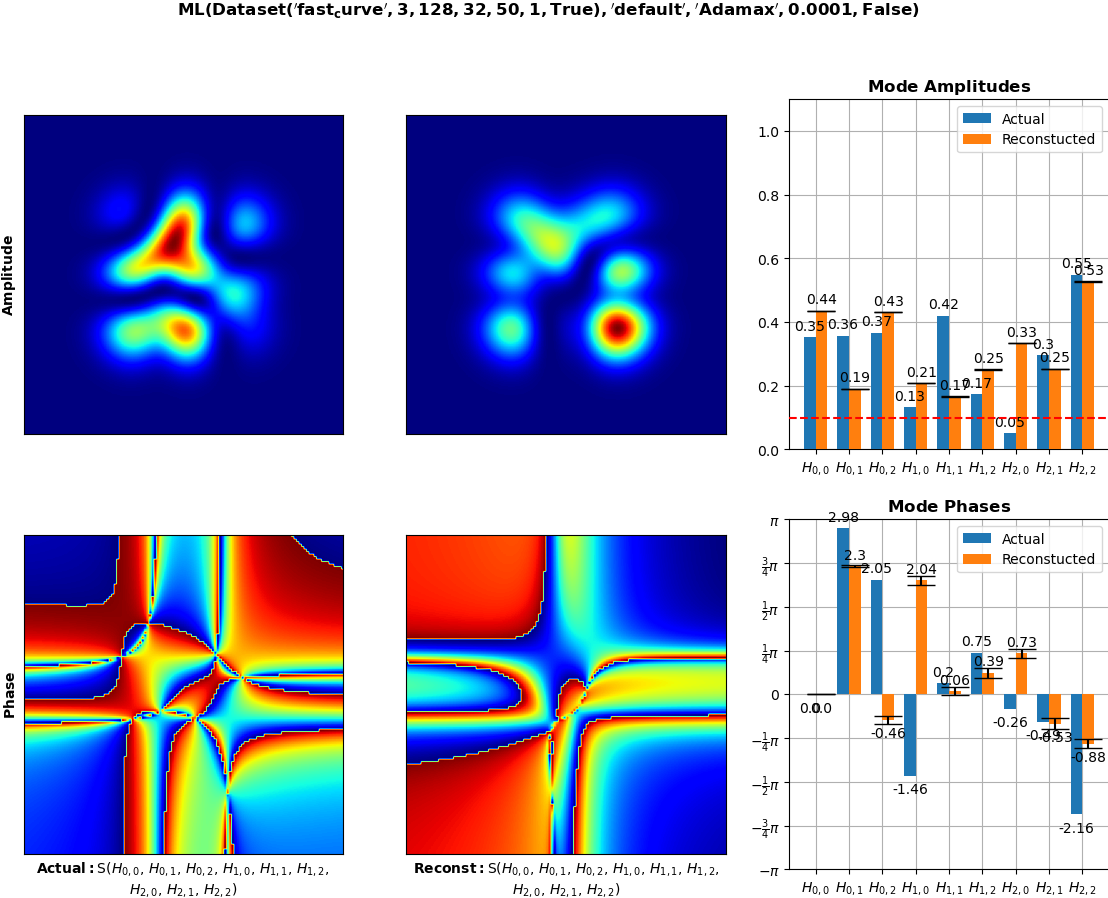 ML(Dataset('fast_curve', 3, 128, 32, 50, 1, True), 'default', 'Adamax', 0.0001, False)
Amplitude
Mode Amplitudes
Actual
Reconstucted
1.0
0.8
0.6
0.4
0.2
0.0
0.35
0.44
0.36
0.19
0.37
0.43
0.13
0.21
0.42
0.17
0.17
0.25
0.05
0.33
0.3
0.25
0.55
0.53
H0,0 H0,1 H0,2 H1,0 H1,1 H1,2 H2,0 H2,1 H2,2
Phase
Mode Phases
Actual
Reconstucted
π
3/4π
1/2π
1/4π
0
−1/4π
−1/2π
−3/4π
−π
0.0
0.0
2.98
2.3
2.05
-0.46
-1.46
2.04
0.2
0.06
0.75
0.39
-0.26
0.73
-0.49
-0.53
-2.16
-0.88
H0,0 H0,1 H0,2 H1,0 H1,1 H1,2 H2,0 H2,1 H2,2
Actual: S(H0,0, H0,1, H0,2, H1,0, H1,1, H1,2,
H2,0, H2,1, H2,2)
Reconst: S(H0,0, H0,1, H0,2, H1,0, H1,1, H1,2,
H2,0, H2,1, H2,2)